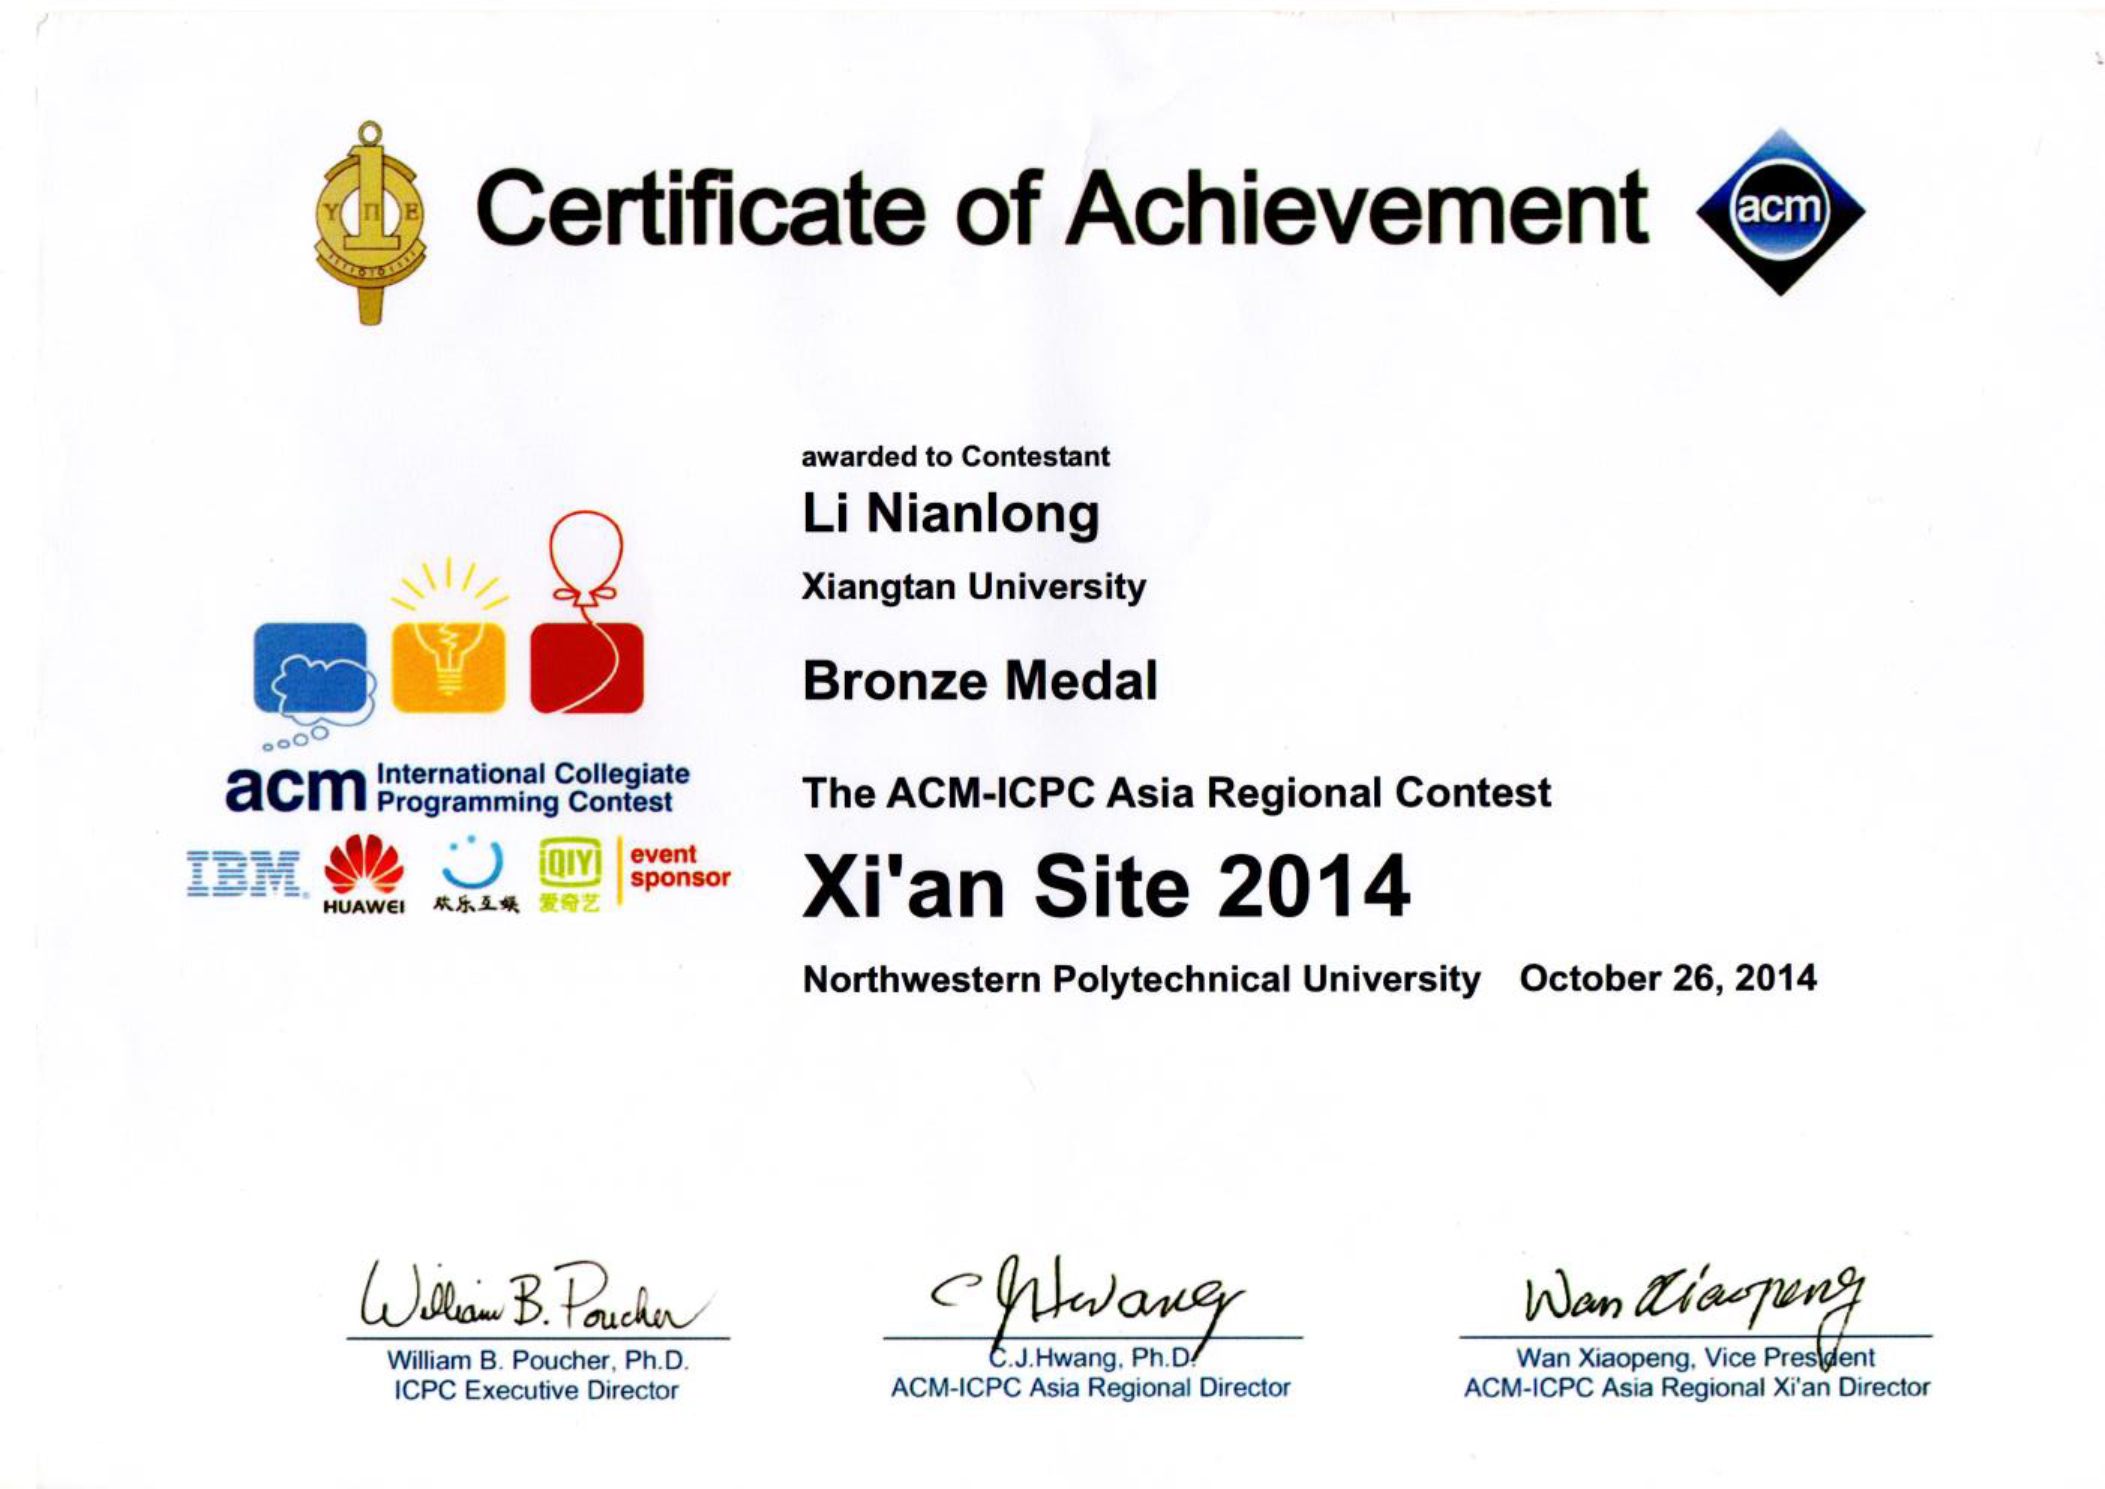 Υ Π Ε
Certificate of Achievement
acm
awarded to Contestant
Li Nianlong
Xiangtan University
Bronze Medal
acm International Collegiate
Programming Contest
The ACM-ICPC Asia Regional Contest
IBM. HUAWEI 欢乐互娱 iQIYI 爱奇艺 event
sponsor
Xi'an Site 2014
Northwestern Polytechnical University October 26, 2014
William B. Poucher
C J Hwang
Wan Xiaopeng
William B. Poucher, Ph.D.
ICPC Executive Director
C.J.Hwang, Ph.D.
ACM-ICPC Asia Regional Director
Wan Xiaopeng, Vice President
ACM-ICPC Asia Regional Xi'an Director